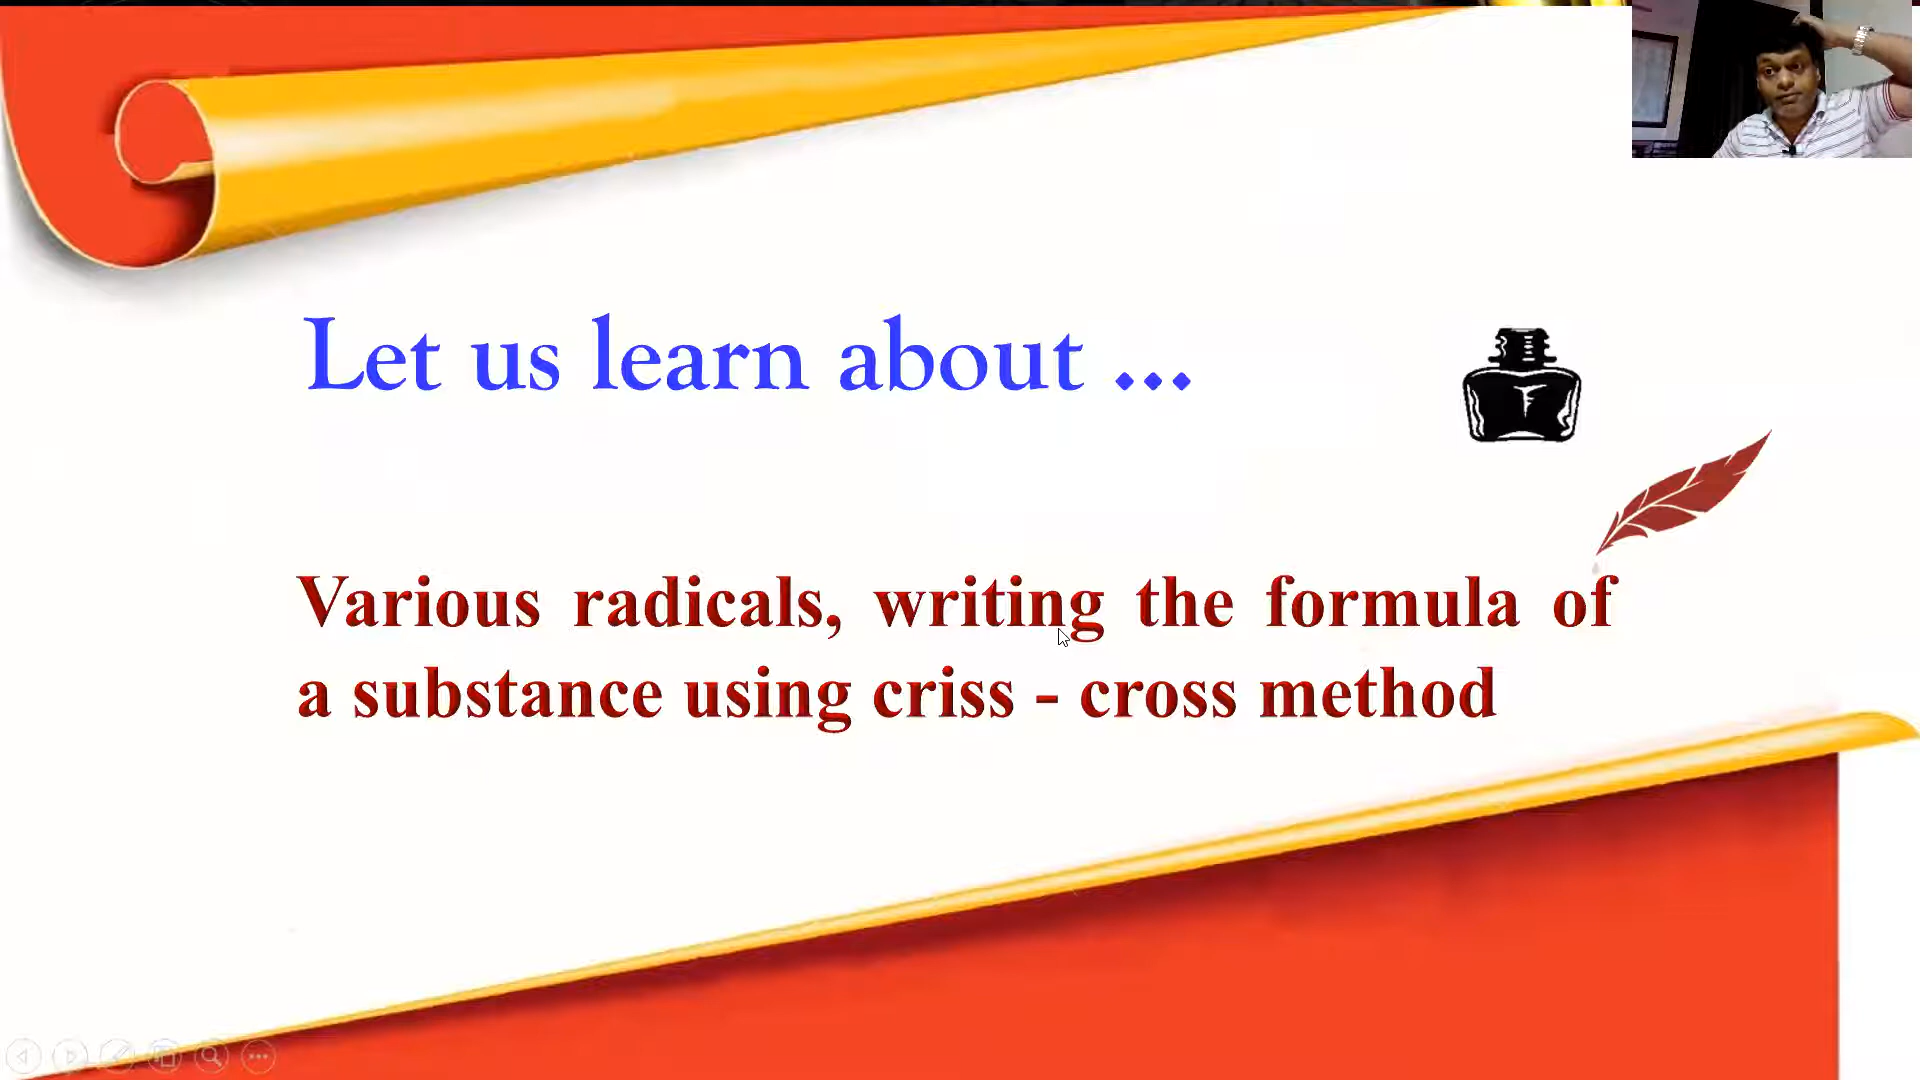 Let us learn about ...
Various radicals, writing the formula of
a substance using criss - cross method